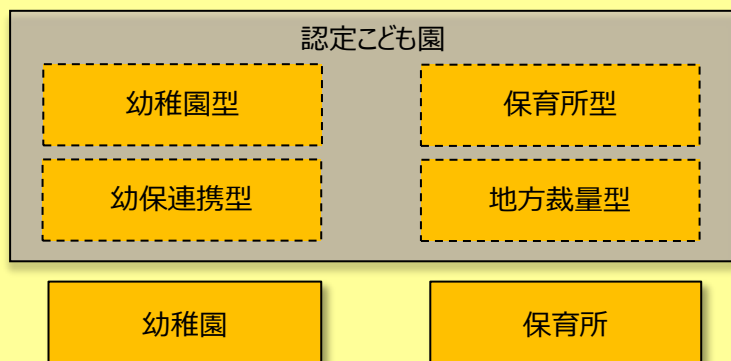 認定こども園
幼稚園型
保育所型
幼保連携型
地方裁量型
幼稚園
保育所